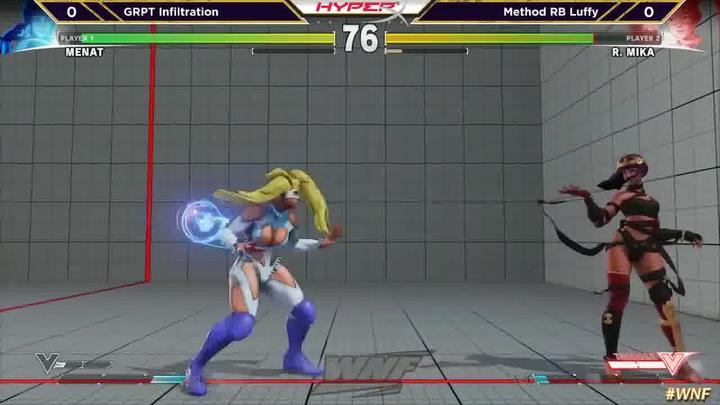 0 GRPT Infiltration HYPER Method RB Luffy 0
PLAYER 1 76 PLAYER 2
MENAT R. MIKA
V V
WNF
#WNF